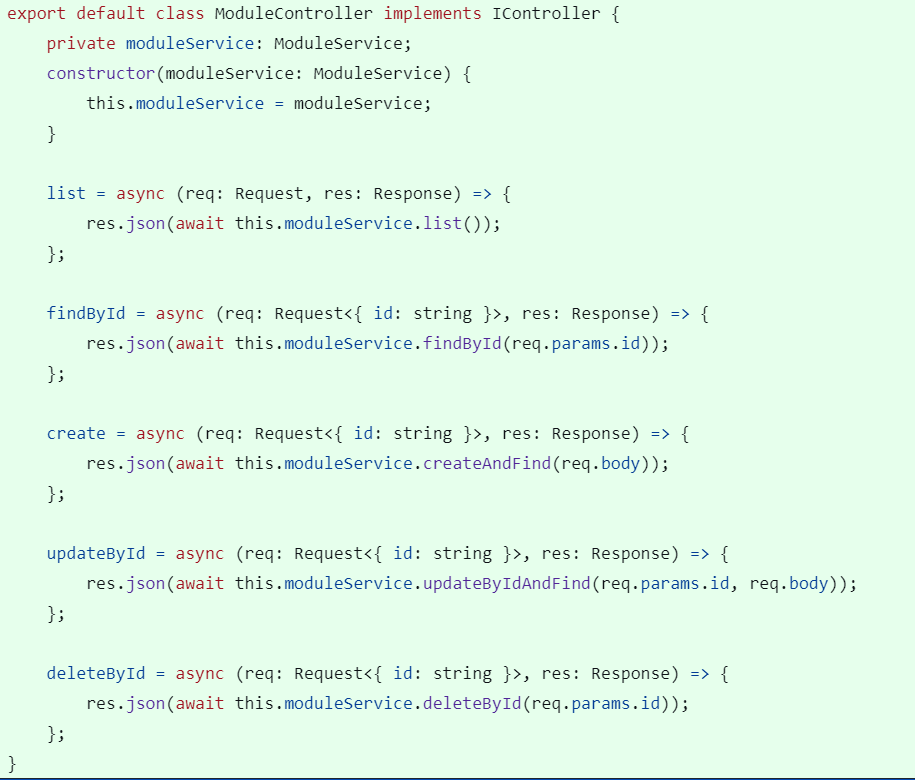 export default class ModuleController implements IController {
    private moduleService: ModuleService;
    constructor(moduleService: ModuleService) {
        this.moduleService = moduleService;
    }

    list = async (req: Request, res: Response) => {
        res.json(await this.moduleService.list());
    };

    findById = async (req: Request<{ id: string }>, res: Response) => {
        res.json(await this.moduleService.findById(req.params.id));
    };

    create = async (req: Request<{ id: string }>, res: Response) => {
        res.json(await this.moduleService.createAndFind(req.body));
    };

    updateById = async (req: Request<{ id: string }>, res: Response) => {
        res.json(await this.moduleService.updateByIdAndFind(req.params.id, req.body));
    };

    deleteById = async (req: Request<{ id: string }>, res: Response) => {
        res.json(await this.moduleService.deleteById(req.params.id));
    };
}